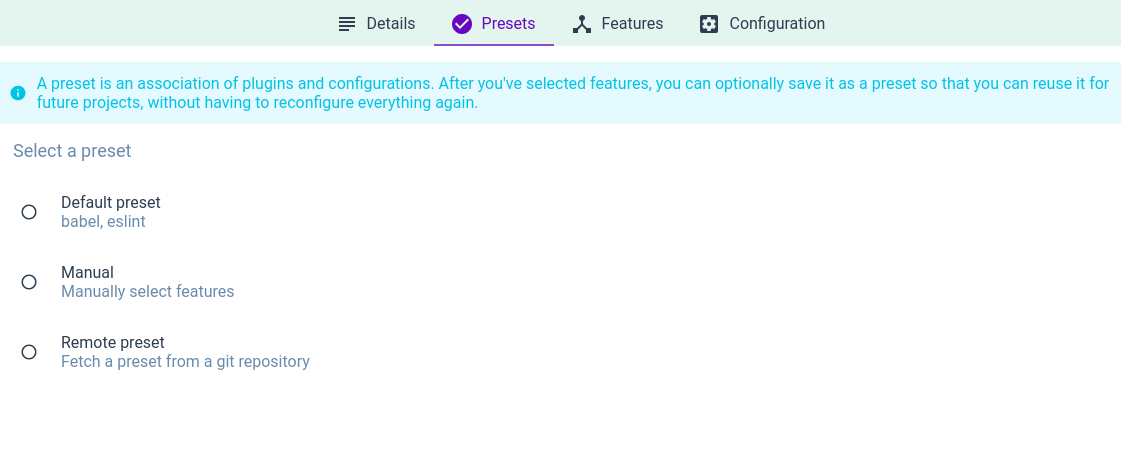 Details
Presets
Features
Configuration
A preset is an association of plugins and configurations. After you've selected features, you can optionally save it as a preset so that you can reuse it for
future projects, without having to reconfigure everything again.
Select a preset
Default preset
babel, eslint
Manual
Manually select features
Remote preset
Fetch a preset from a git repository